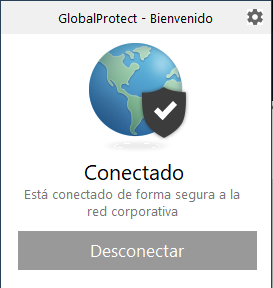 GlobalProtect - Bienvenido
Conectado
Está conectado de forma segura a la
red corporativa
Desconectar